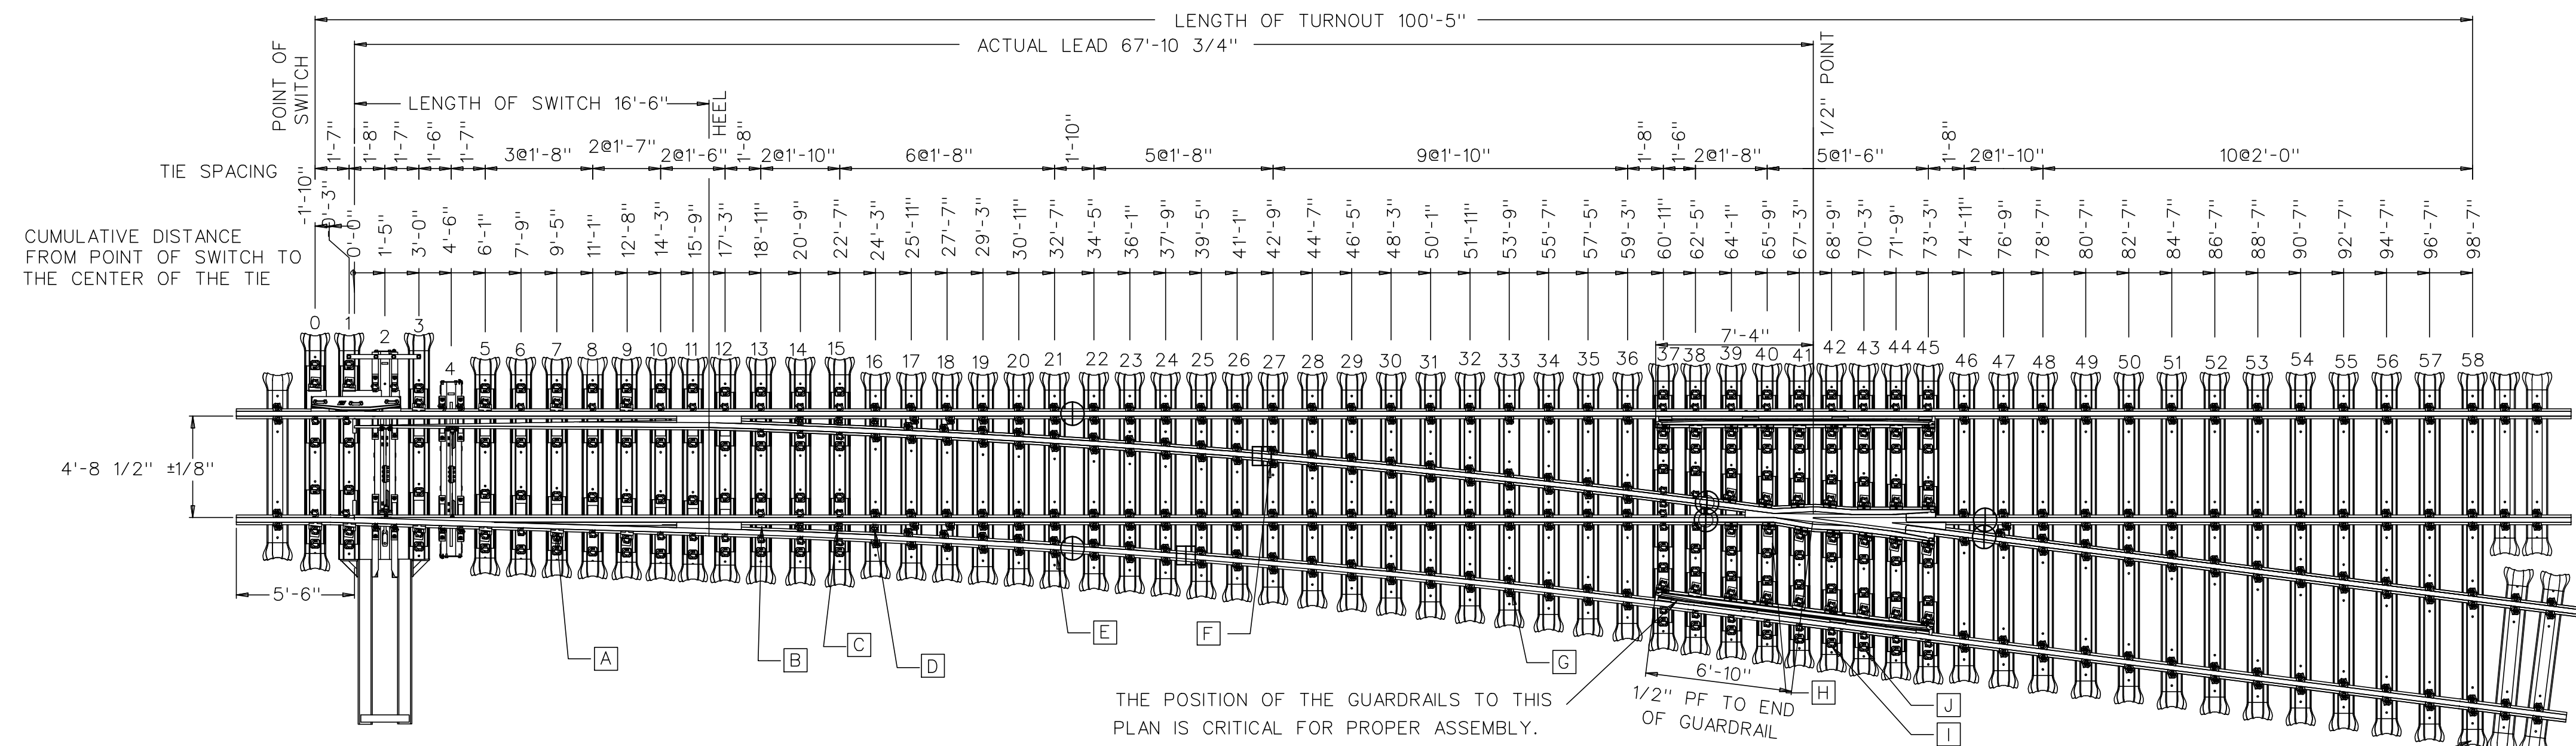 LENGTH OF TURNOUT 100'-5"
ACTUAL LEAD 67'-10 3/4"
POINT OF
SWITCH
LENGTH OF SWITCH 16'-6"
HEEL
1/2" POINT
TIE SPACING
1'-7" 1'-8" 1'-7" 1'-6" 1'-7" 3@1'-8" 2@1'-7" 2@1'-6" 1'-8" 2@1'-10" 6@1'-8" 1'-10" 5@1'-8" 9@1'-10" 1'-8" 1'-6" 2@1'-8" 5@1'-6" 1'-8" 2@1'-10" 10@2'-0"
CUMULATIVE DISTANCE
FROM POINT OF SWITCH TO
THE CENTER OF THE TIE
-1'-10" -0'-3" 0'-0" 1'-5" 3'-0" 4'-6" 6'-1" 7'-9" 9'-5" 11'-1" 12'-8" 14'-3" 15'-9" 17'-3" 18'-11" 20'-9" 22'-7" 24'-3" 25'-11" 27'-7" 29'-3" 30'-11" 32'-7" 34'-5" 36'-1" 37'-9" 39'-5" 41'-1" 42'-9" 44'-7" 46'-5" 48'-3" 50'-1" 51'-11" 53'-9" 55'-7" 57'-5" 59'-3" 60'-11" 62'-5" 64'-1" 65'-9" 67'-3" 68'-9" 70'-3" 71'-9" 73'-3" 74'-11" 76'-9" 78'-7" 80'-7" 82'-7" 84'-7" 86'-7" 88'-7" 90'-7" 92'-7" 94'-7" 96'-7" 98'-7"
0 1 2 3 4 5 6 7 8 9 10 11 12 13 14 15 16 17 18 19 20 21 22 23 24 25 26 27 28 29 30 31 32 33 34 35 36 37 38 39 40 41 42 43 44 45 46 47 48 49 50 51 52 53 54 55 56 57 58
7'-4"
4'-8 1/2" ±1/8"
5'-6"
A
B
C
D
E
F
G
H
I
J
6'-10"
1/2" PF TO END
OF GUARDRAIL
THE POSITION OF THE GUARDRAILS TO THIS
PLAN IS CRITICAL FOR PROPER ASSEMBLY.